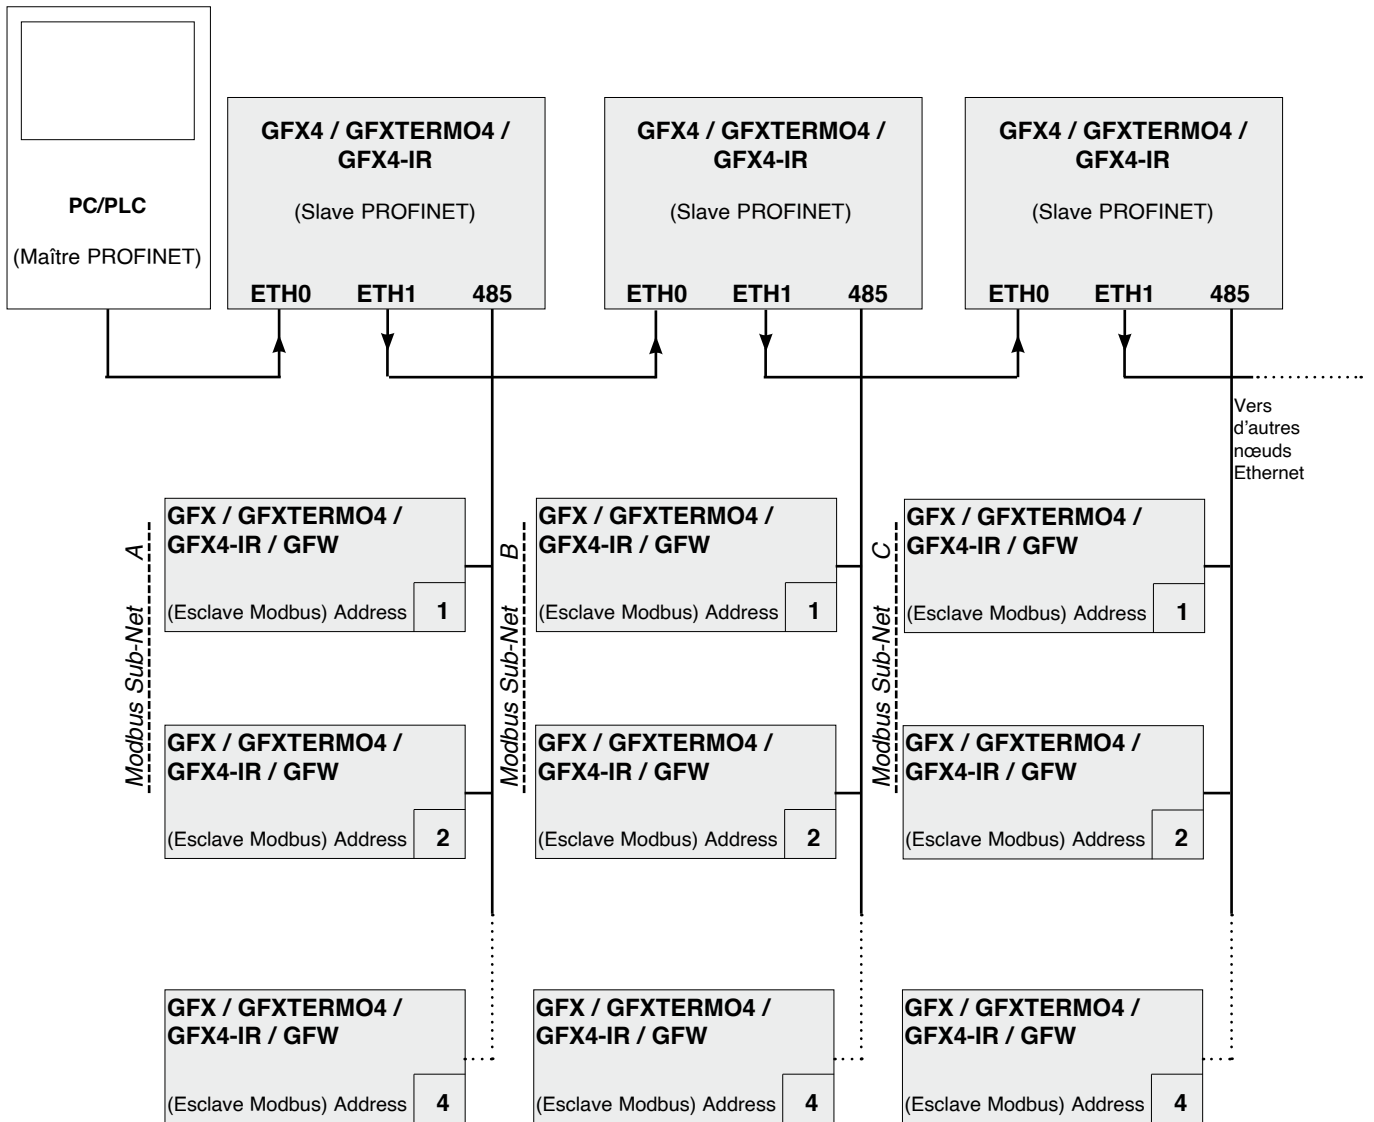 PC/PLC
(Maître PROFINET)
GFX4 / GFXTERMO4 /
GFX4-IR
(Slave PROFINET)
ETH0 ETH1 485
GFX4 / GFXTERMO4 /
GFX4-IR
(Slave PROFINET)
ETH0 ETH1 485
GFX4 / GFXTERMO4 /
GFX4-IR
(Slave PROFINET)
ETH0 ETH1 485
Vers
d'autres
nœuds
Ethernet
Modbus Sub-Net A
GFX / GFXTERMO4 /
GFX4-IR / GFW
(Esclave Modbus) Address 1
GFX / GFXTERMO4 /
GFX4-IR / GFW
(Esclave Modbus) Address 2
GFX / GFXTERMO4 /
GFX4-IR / GFW
(Esclave Modbus) Address 4
Modbus Sub-Net B
GFX / GFXTERMO4 /
GFX4-IR / GFW
(Esclave Modbus) Address 1
GFX / GFXTERMO4 /
GFX4-IR / GFW
(Esclave Modbus) Address 2
GFX / GFXTERMO4 /
GFX4-IR / GFW
(Esclave Modbus) Address 4
Modbus Sub-Net C
GFX / GFXTERMO4 /
GFX4-IR / GFW
(Esclave Modbus) Address 1
GFX / GFXTERMO4 /
GFX4-IR / GFW
(Esclave Modbus) Address 2
GFX / GFXTERMO4 /
GFX4-IR / GFW
(Esclave Modbus) Address 4